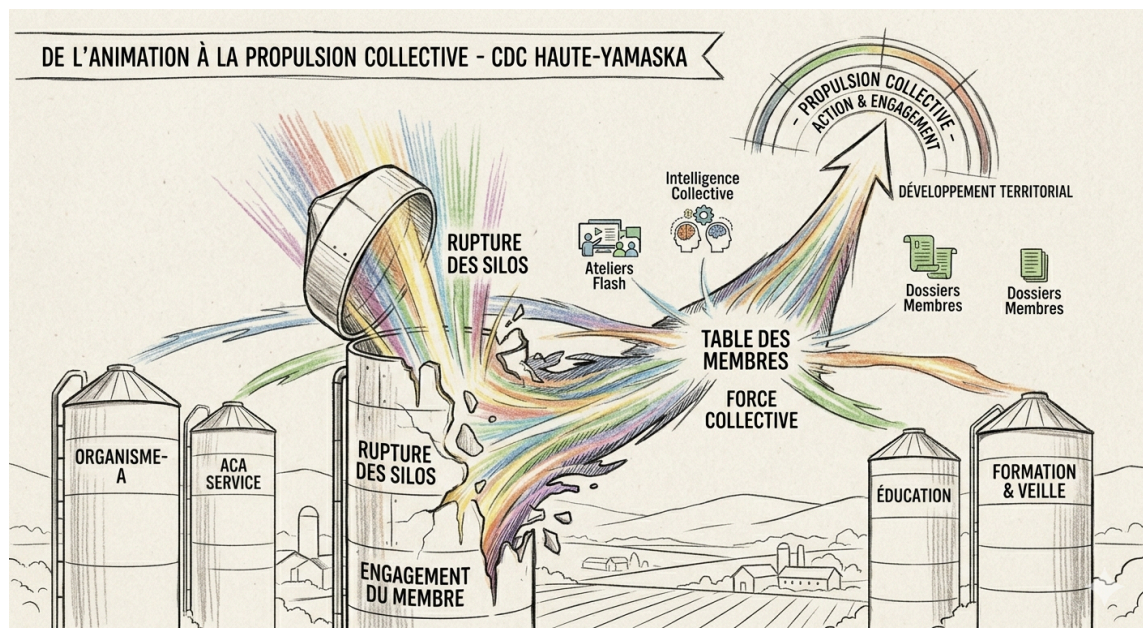 DE L'ANIMATION À LA PROPULSION COLLECTIVE - CDC HAUTE-YAMASKA
- PROPULSION COLLECTIVE -
ACTION & ENGAGEMENT
DÉVELOPPEMENT TERRITORIAL
Intelligence
Collective
RUPTURE
DES SILOS
Ateliers
Flash
Dossiers
Membres
Dossiers
Membres
TABLE DES
MEMBRES
FORCE
COLLECTIVE
ORGANISME-
A
ACA
SERVICE
RUPTURE
DES SILOS
ENGAGEMENT
DU MEMBRE
ÉDUCATION
FORMATION
& VEILLE